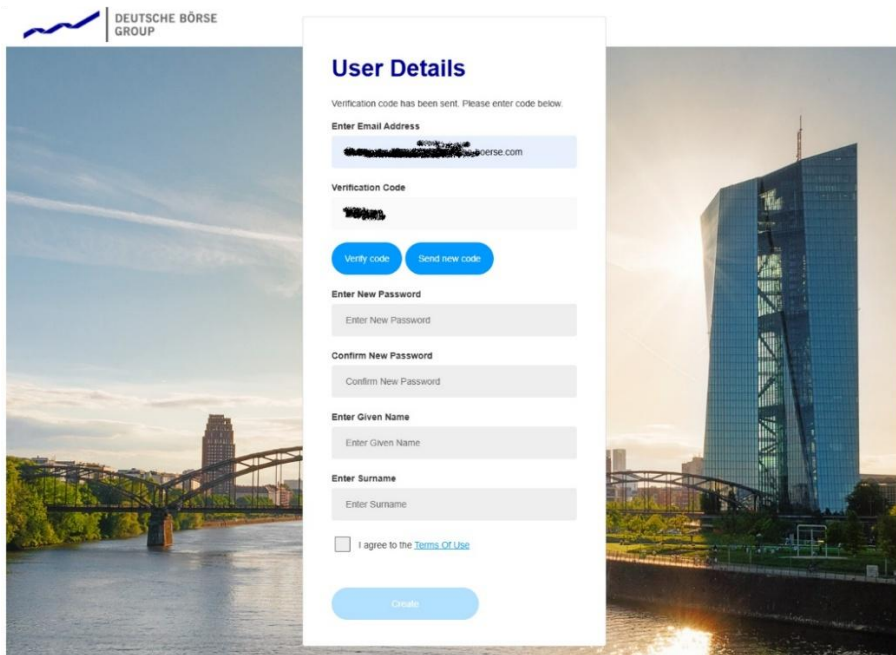 DEUTSCHE BÖRSE
GROUP
User Details
Verification code has been sent. Please enter code below.
Enter Email Address
boerse.com
Verification Code
Verify code
Send new code
Enter New Password
Enter New Password
Confirm New Password
Confirm New Password
Enter Given Name
Enter Given Name
Enter Surname
Enter Surname
I agree to the Terms Of Use
Create